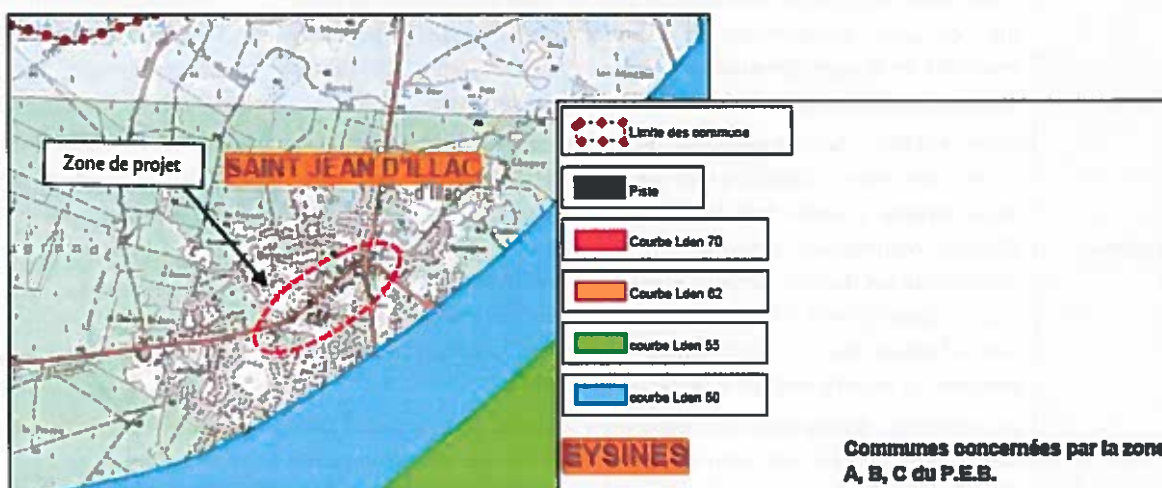 Zone de projet
SAINT JEAN D'ILLAC
d'Illac
Limite des commune
Piste
Courbe Lden 70
Courbe Lden 62
courbe Lden 55
courbe Lden 50
EYSINES
Communes concernées par la zone
A, B, C du P.E.B.